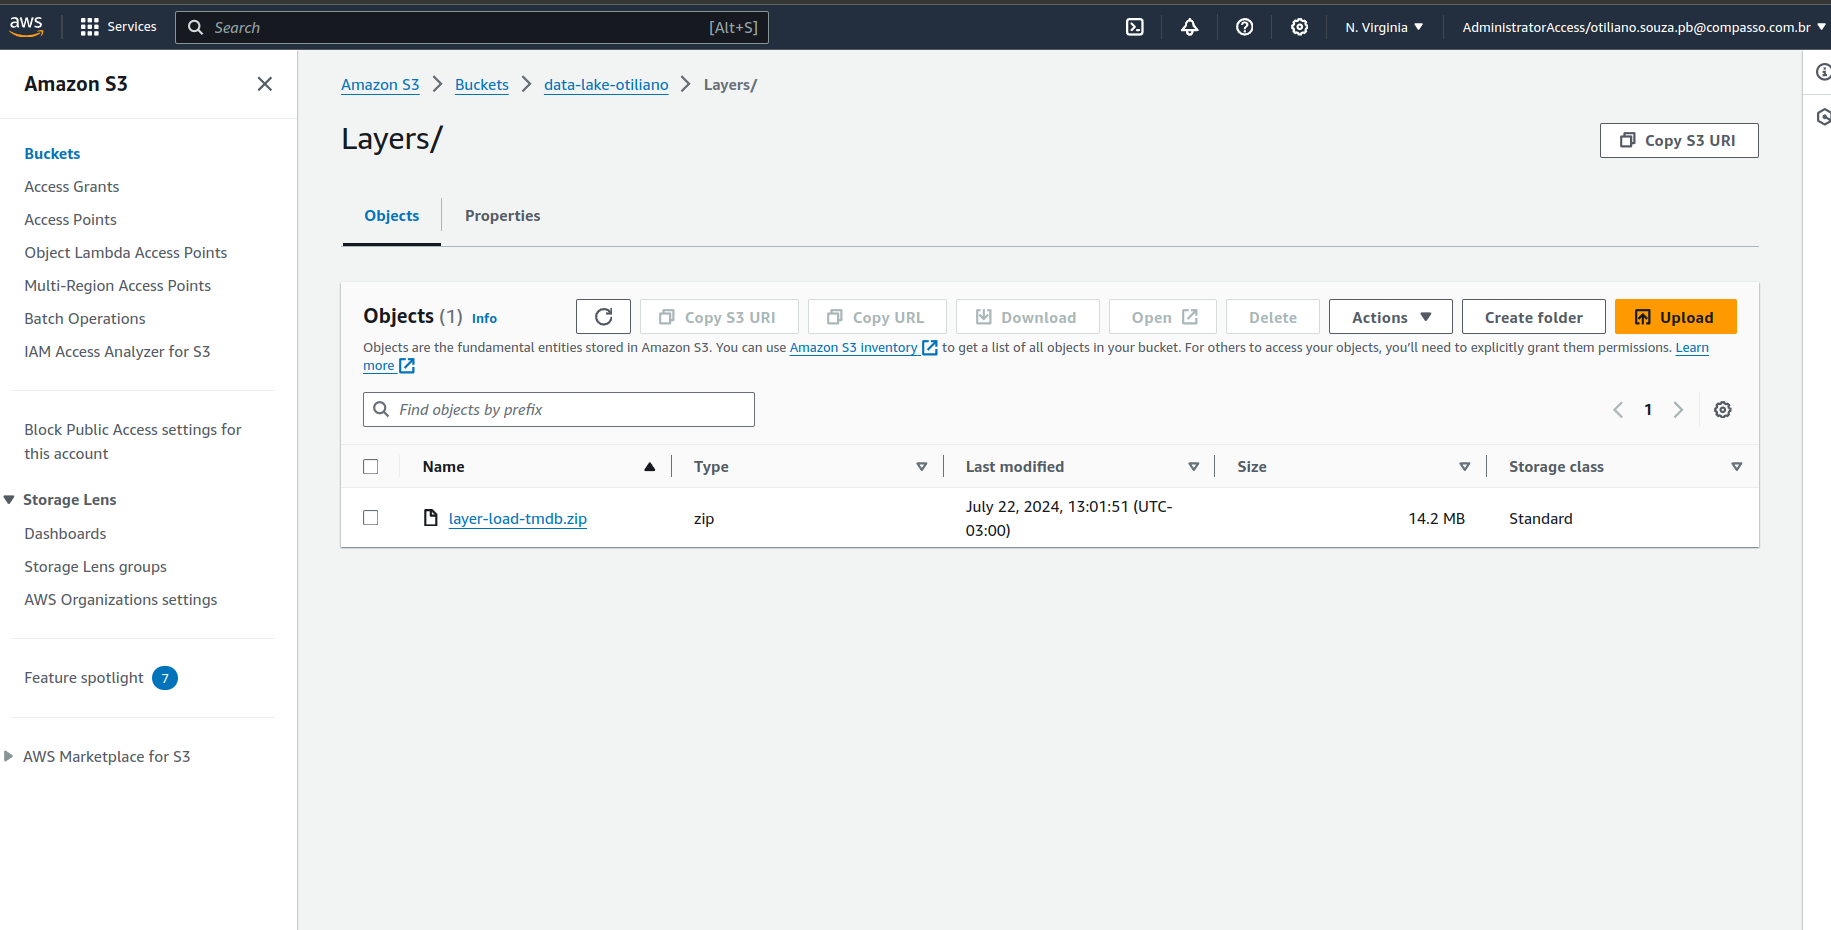 aws
Services
Search
[Alt+S]
N. Virginia
AdministratorAccess/otiliano.souza.pb@compasso.com.br
Amazon S3
Buckets
Access Grants
Access Points
Object Lambda Access Points
Multi-Region Access Points
Batch Operations
IAM Access Analyzer for S3
Block Public Access settings for
this account
Storage Lens
Dashboards
Storage Lens groups
AWS Organizations settings
Feature spotlight 7
AWS Marketplace for S3
Amazon S3 > Buckets > data-lake-otiliano > Layers/
Layers/
Copy S3 URI
Objects
Properties
Objects (1) Info
Copy S3 URI
Copy URL
Download
Open
Delete
Actions
Create folder
Upload
Objects are the fundamental entities stored in Amazon S3. You can use Amazon S3 inventory to get a list of all objects in your bucket. For others to access your objects, you'll need to explicitly grant them permissions. Learn
more
Find objects by prefix
1
Name
Type
Last modified
Size
Storage class
layer-load-tmdb.zip
zip
July 22, 2024, 13:01:51 (UTC-
03:00)
14.2 MB
Standard